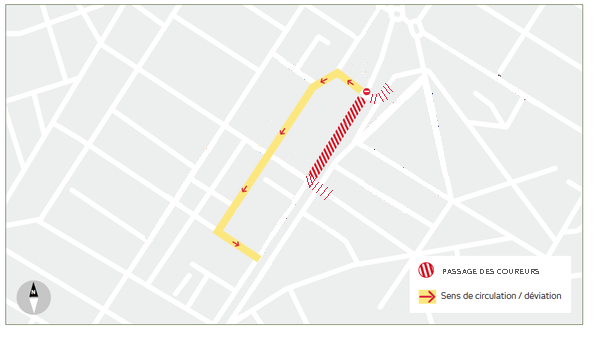 PASSAGE DES COUREURS
Sens de circulation / déviation
N